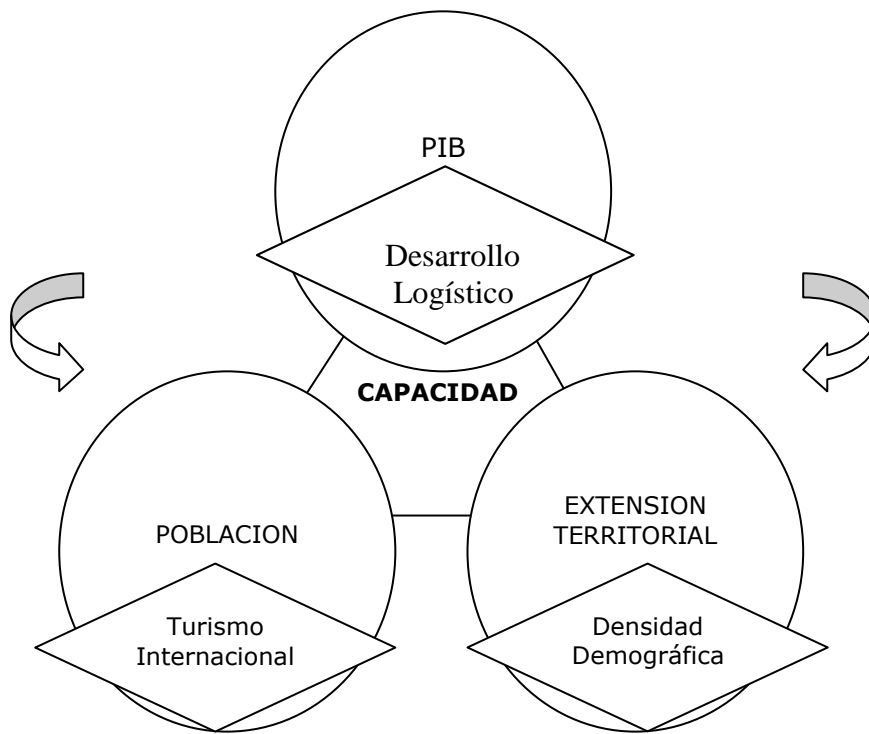 PIB
Desarrollo
Logístico
CAPACIDAD
POBLACION
EXTENSION
TERRITORIAL
Turismo
Internacional
Densidad
Demográfica